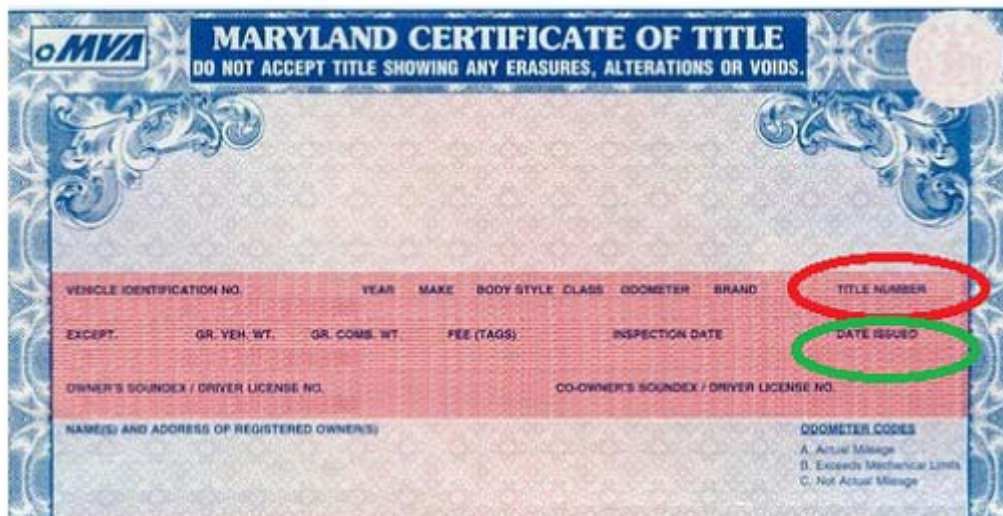 MVA
MARYLAND CERTIFICATE OF TITLE
DO NOT ACCEPT TITLE SHOWING ANY ERASURES, ALTERATIONS OR VOIDS.
VEHICLE IDENTIFICATION NO. YEAR MAKE BODY STYLE CLASS ODOMETER BRAND TITLE NUMBER
EXCEPT. GR. VEH. WT. GR. COMB. WT. FEE (TAGS) INSPECTION DATE DATE ISSUED
OWNER'S SOUNDEX / DRIVER LICENSE NO. CO-OWNER'S SOUNDEX / DRIVER LICENSE NO.
NAME(S) AND ADDRESS OF REGISTERED OWNER(S) ODOMETER CODES
A. Actual Mileage
B. Exceeds Mechanical Limits
C. Not Actual Mileage